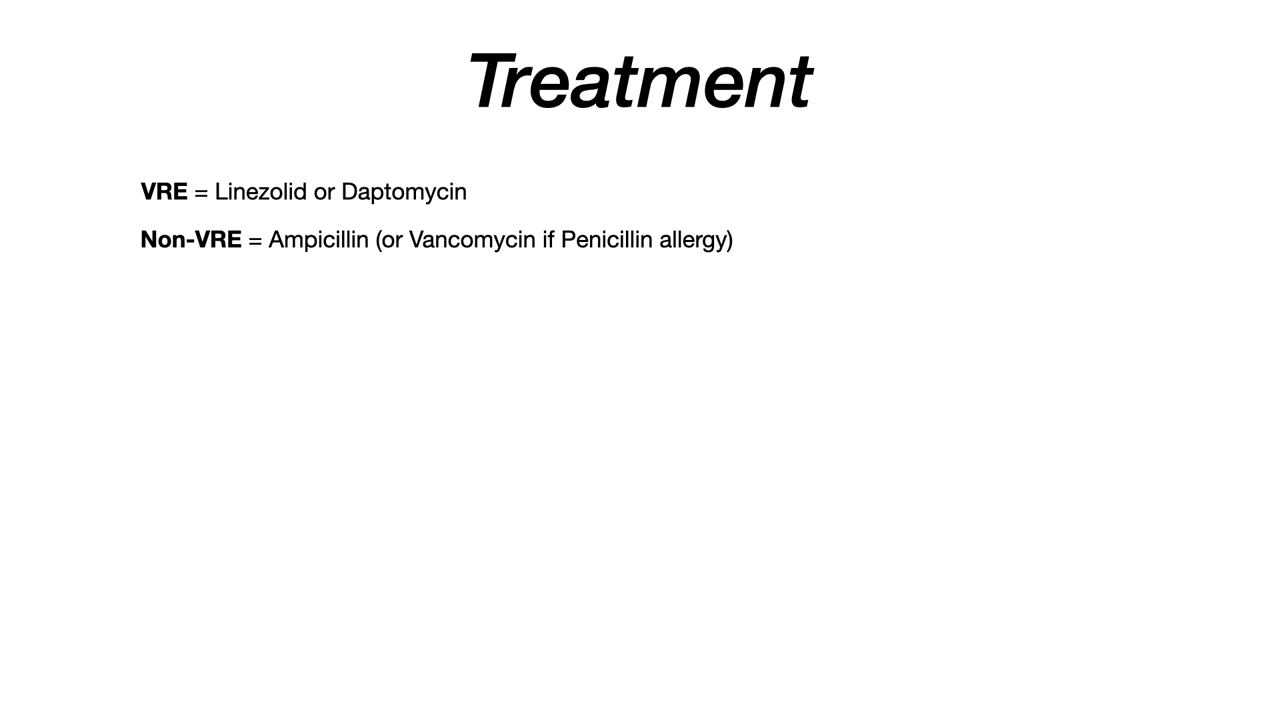 Treatment
VRE = Linezolid or Daptomycin
Non-VRE = Ampicillin (or Vancomycin if Penicillin allergy)